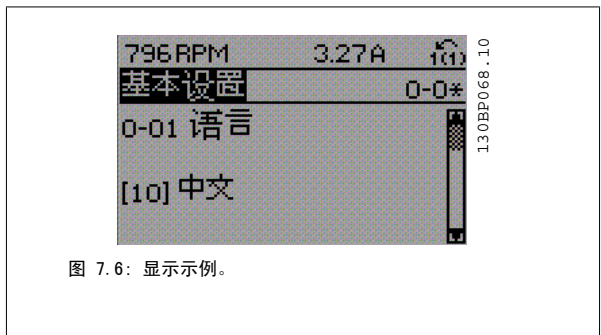 796RPM 3.27A 1(1)
基本设置 0-0*
0-01 语言
[10] 中文
130BP068.10
图 7.6: 显示示例。